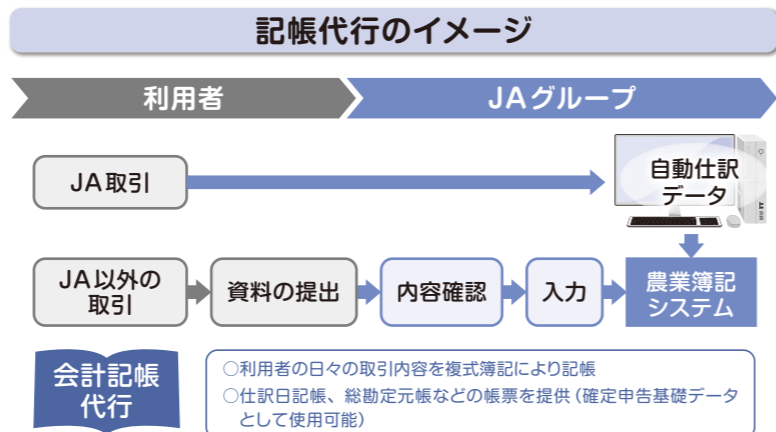 記帳代行のイメージ
利用者
JAグループ
JA取引
自動仕訳
データ
JA以外の
取引
資料の提出
内容確認
入力
農業簿記
システム
会計記帳
代行
○利用者の日々の取引内容を複式簿記により記帳
○仕訳日記帳、総勘定元帳などの帳票を提供（確定申告基礎データ
として使用可能）